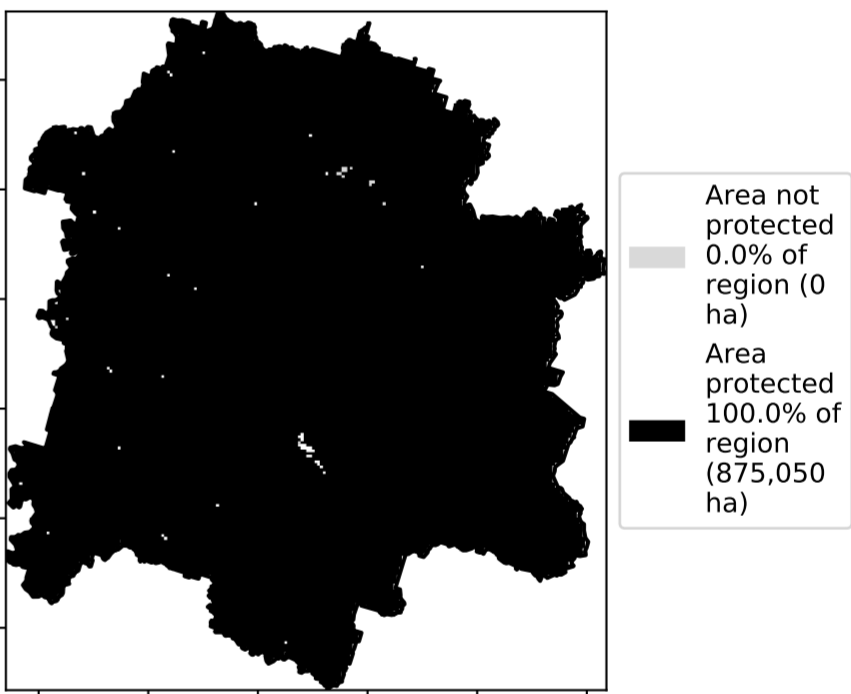 Area not
protected
0.0% of
region (0
ha)
Area
protected
100.0% of
region
(875,050
ha)